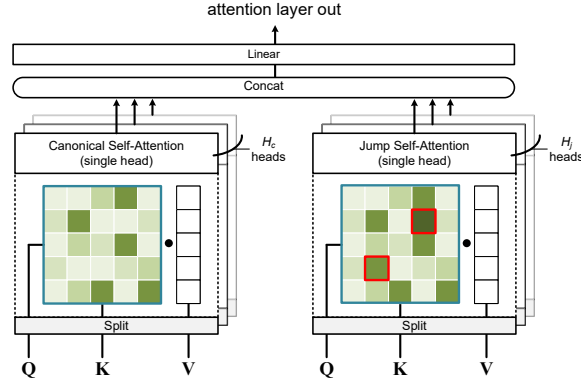 attention layer out
Linear
Concat
Canonical Self-Attention
(single head)
H_c
heads
Jump Self-Attention
(single head)
H_j
heads
Split
Split
Q K V
Q K V